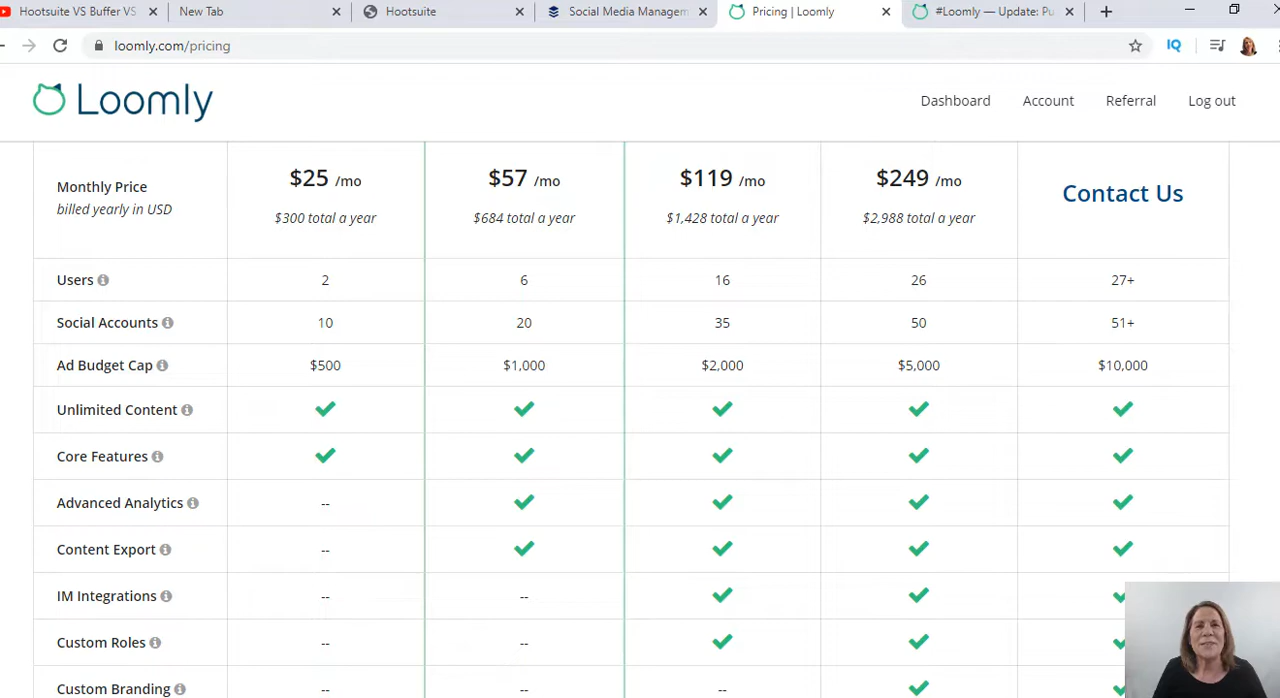 Hootsuite VS Buffer VS
New Tab
Hootsuite
Social Media Managem
Pricing | Loomly
#Loomly — Update: Pu
loomly.com/pricing
IQ
Loomly
Dashboard Account Referral Log out
Monthly Price
billed yearly in USD
$25 /mo
$300 total a year
$57 /mo
$684 total a year
$119 /mo
$1,428 total a year
$249 /mo
$2,988 total a year
Contact Us
Users 2 6 16 26 27+
Social Accounts 10 20 35 50 51+
Ad Budget Cap $500 $1,000 $2,000 $5,000 $10,000
Unlimited Content
Core Features
Advanced Analytics --
Content Export --
IM Integrations -- --
Custom Roles -- --
Custom Branding -- -- --